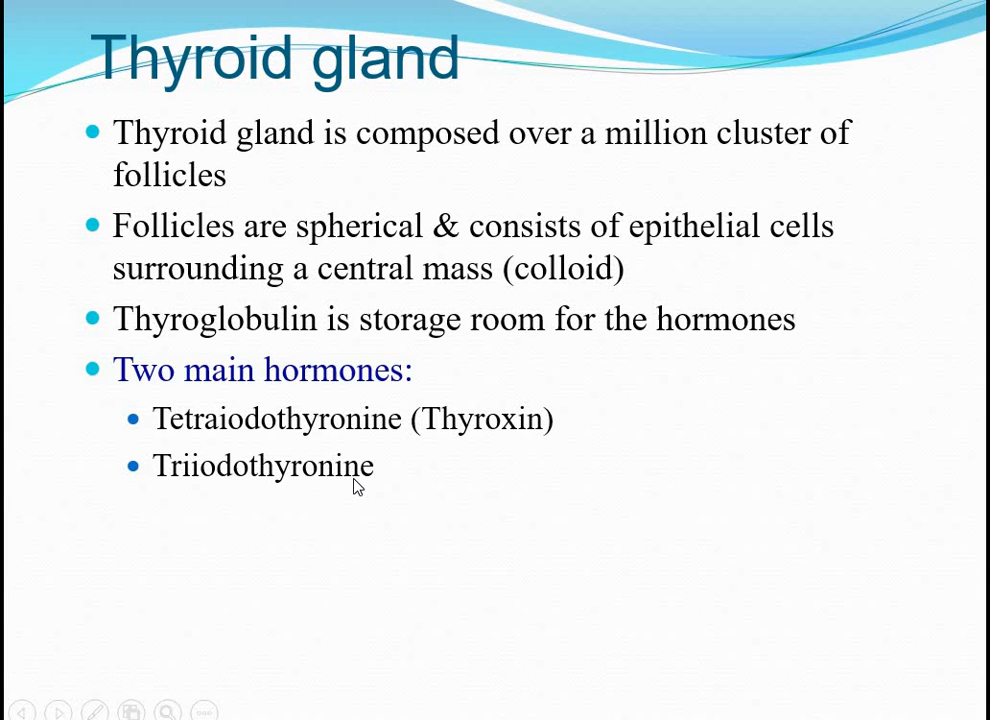 Thyroid gland
Thyroid gland is composed over a million cluster of
follicles
Follicles are spherical & consists of epithelial cells
surrounding a central mass (colloid)
Thyroglobulin is storage room for the hormones
Two main hormones:
Tetraiodothyronine (Thyroxin)
Triiodothyronine